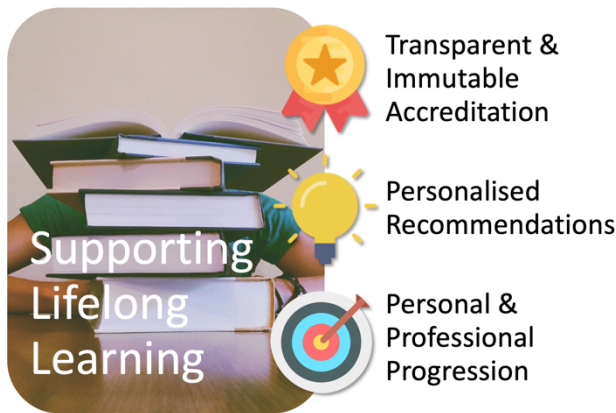 Supporting
Lifelong
Learning
Transparent &
Immutable
Accreditation
Personalised
Recommendations
Personal &
Professional
Progression